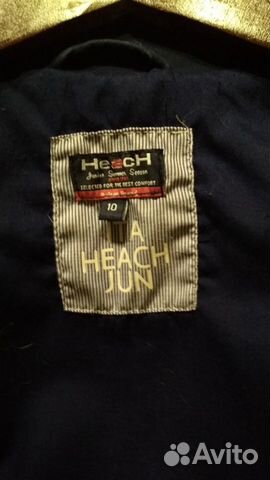 HeacH
Junior Summer Season
SELECTED FOR THE BEST COMFORT
10
A
HEACH
JUN
Avito